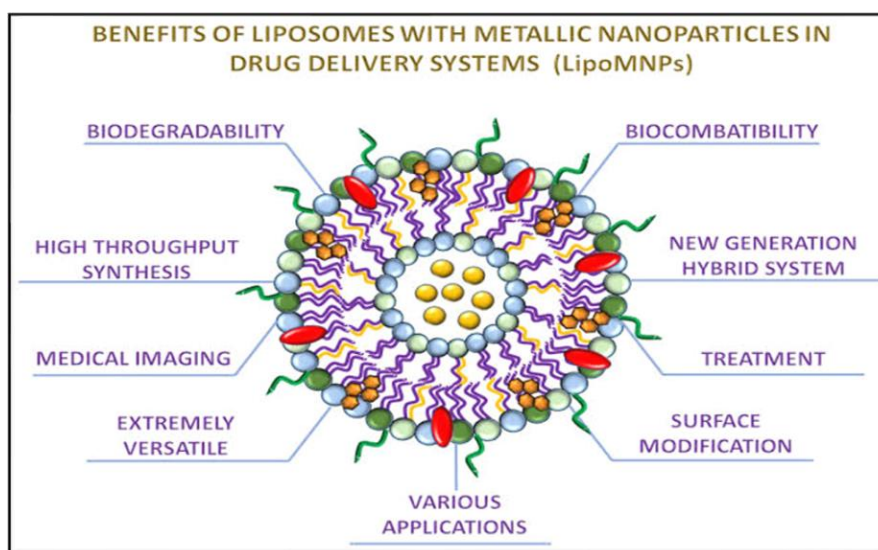 BENEFITS OF LIPOSOMES WITH METALLIC NANOPARTICLES IN
DRUG DELIVERY SYSTEMS (LipoMNPs)
BIODEGRADABILITY
BIOCOMBATIBILITY
HIGH THROUGHPUT
SYNTHESIS
NEW GENERATION
HYBRID SYSTEM
MEDICAL IMAGING
TREATMENT
EXTREMELY
VERSATILE
SURFACE
MODIFICATION
VARIOUS
APPLICATIONS